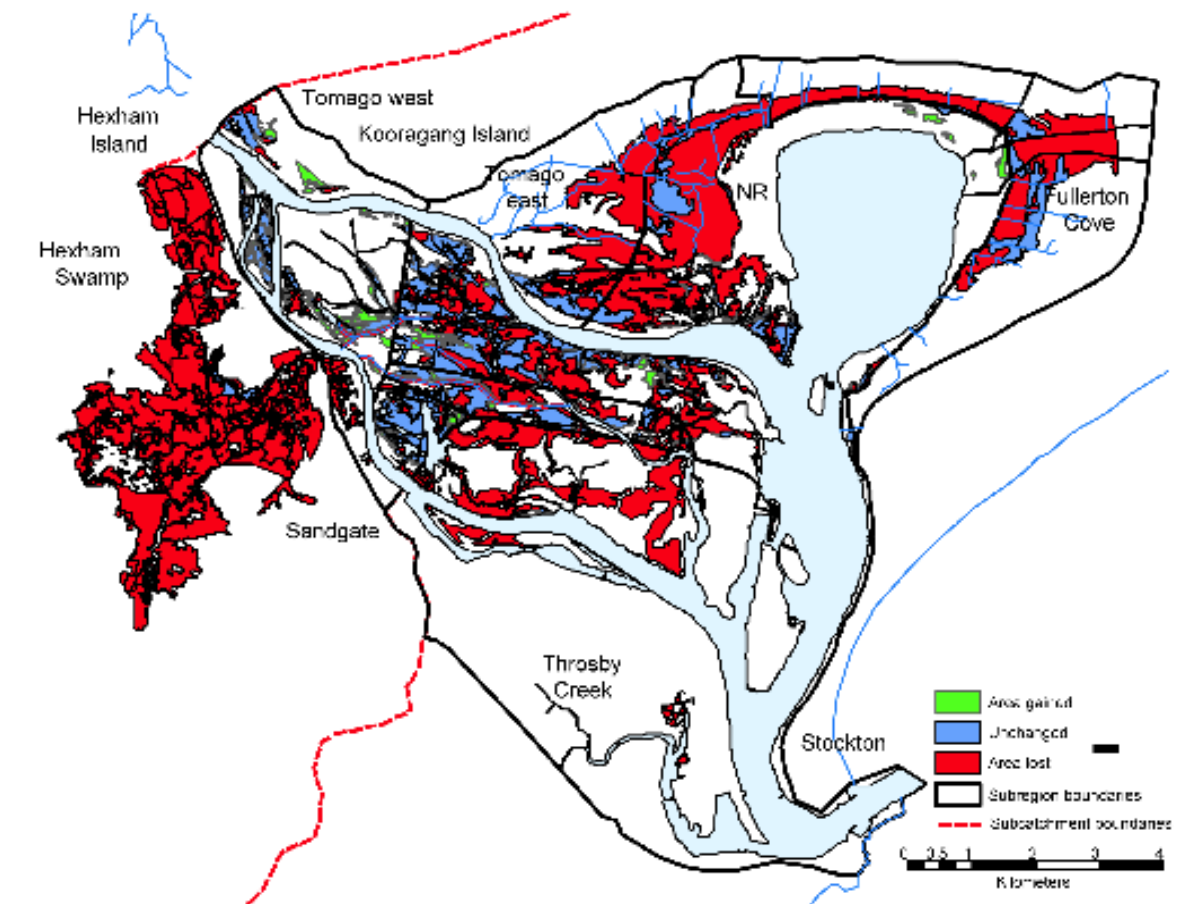 Tomago west
Hexham
Island
Kooragang Island
Tomago
east
NR
Fullerton
Cove
Hexham
Swamp
Sandgate
Throsby
Creek
Stockton
Area gained
Unchanged
Area lost
Subregion boundaries
Subcatchment boundaries
0 0.5 1 2 3 4
Kilometers